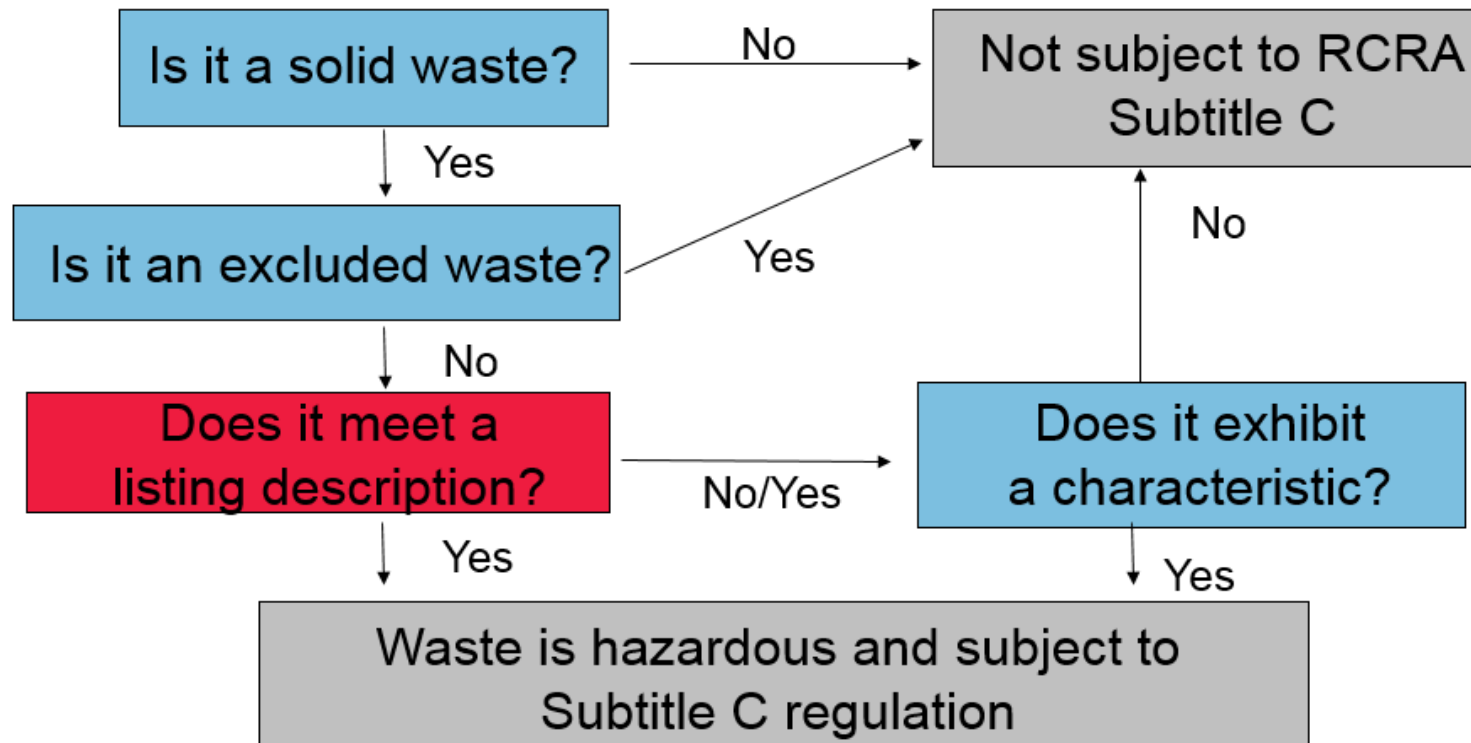 Is it a solid waste?
No
Not subject to RCRA
Subtitle C
Yes
Is it an excluded waste?
Yes
No
No
Does it meet a
listing description?
No/Yes
Does it exhibit
a characteristic?
Yes
Yes
Waste is hazardous and subject to
Subtitle C regulation